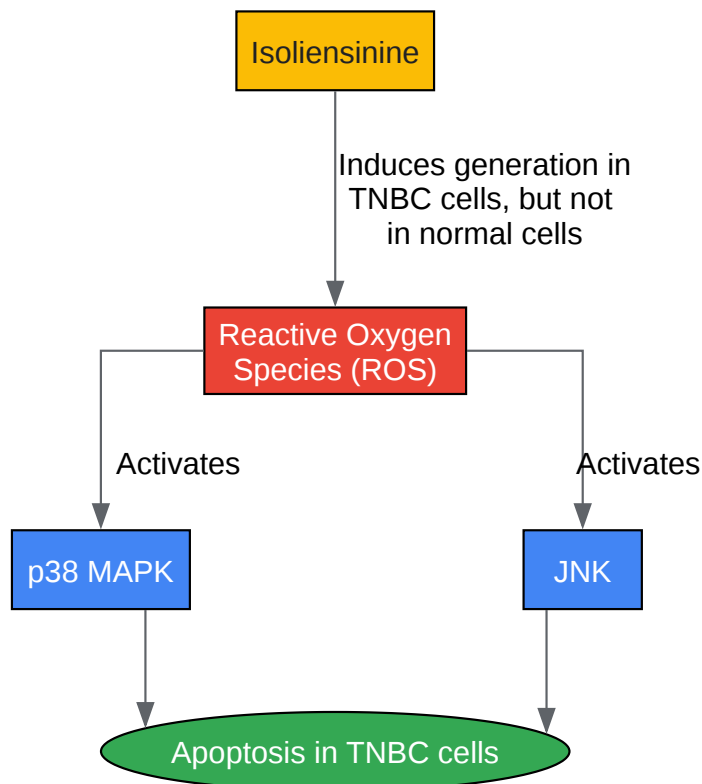 Isoliensinine
Induces generation in
TNBC cells, but not
in normal cells
Reactive Oxygen
Species (ROS)
Activates
Activates
p38 MAPK
JNK
Apoptosis in TNBC cells